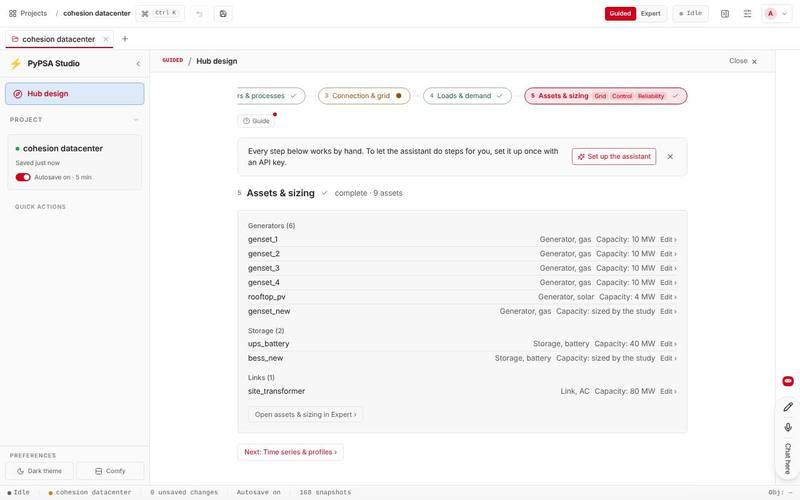 Projects / cohesion datacenter Ctrl K Guided Expert Idle A
cohesion datacenter
PyPSA Studio
GUIDED / Hub design Close
Hub design
rs & processes 3 Connection & grid 4 Loads & demand 5 Assets & sizing Grid Control Reliability
PROJECT
Guide
cohesion datacenter
Saved just now
Autosave on · 5 min
QUICK ACTIONS
Every step below works by hand. To let the assistant do steps for you, set it up once with
an API key.
Set up the assistant
5 Assets & sizing complete · 9 assets
Generators (6)
genset_1 Generator, gas Capacity: 10 MW Edit ›
genset_2 Generator, gas Capacity: 10 MW Edit ›
genset_3 Generator, gas Capacity: 10 MW Edit ›
genset_4 Generator, gas Capacity: 10 MW Edit ›
rooftop_pv Generator, solar Capacity: 4 MW Edit ›
genset_new Generator, gas Capacity: sized by the study Edit ›
Storage (2)
ups_battery Storage, battery Capacity: 40 MW Edit ›
bess_new Storage, battery Capacity: sized by the study Edit ›
Links (1)
site_transformer Link, AC Capacity: 80 MW Edit ›
Open assets & sizing in Expert ›
Next: Time series & profiles ›
Chat here
PREFERENCES
Dark theme Comfy
Idle cohesion datacenter 0 unsaved changes Autosave on 168 snapshots Obj: —